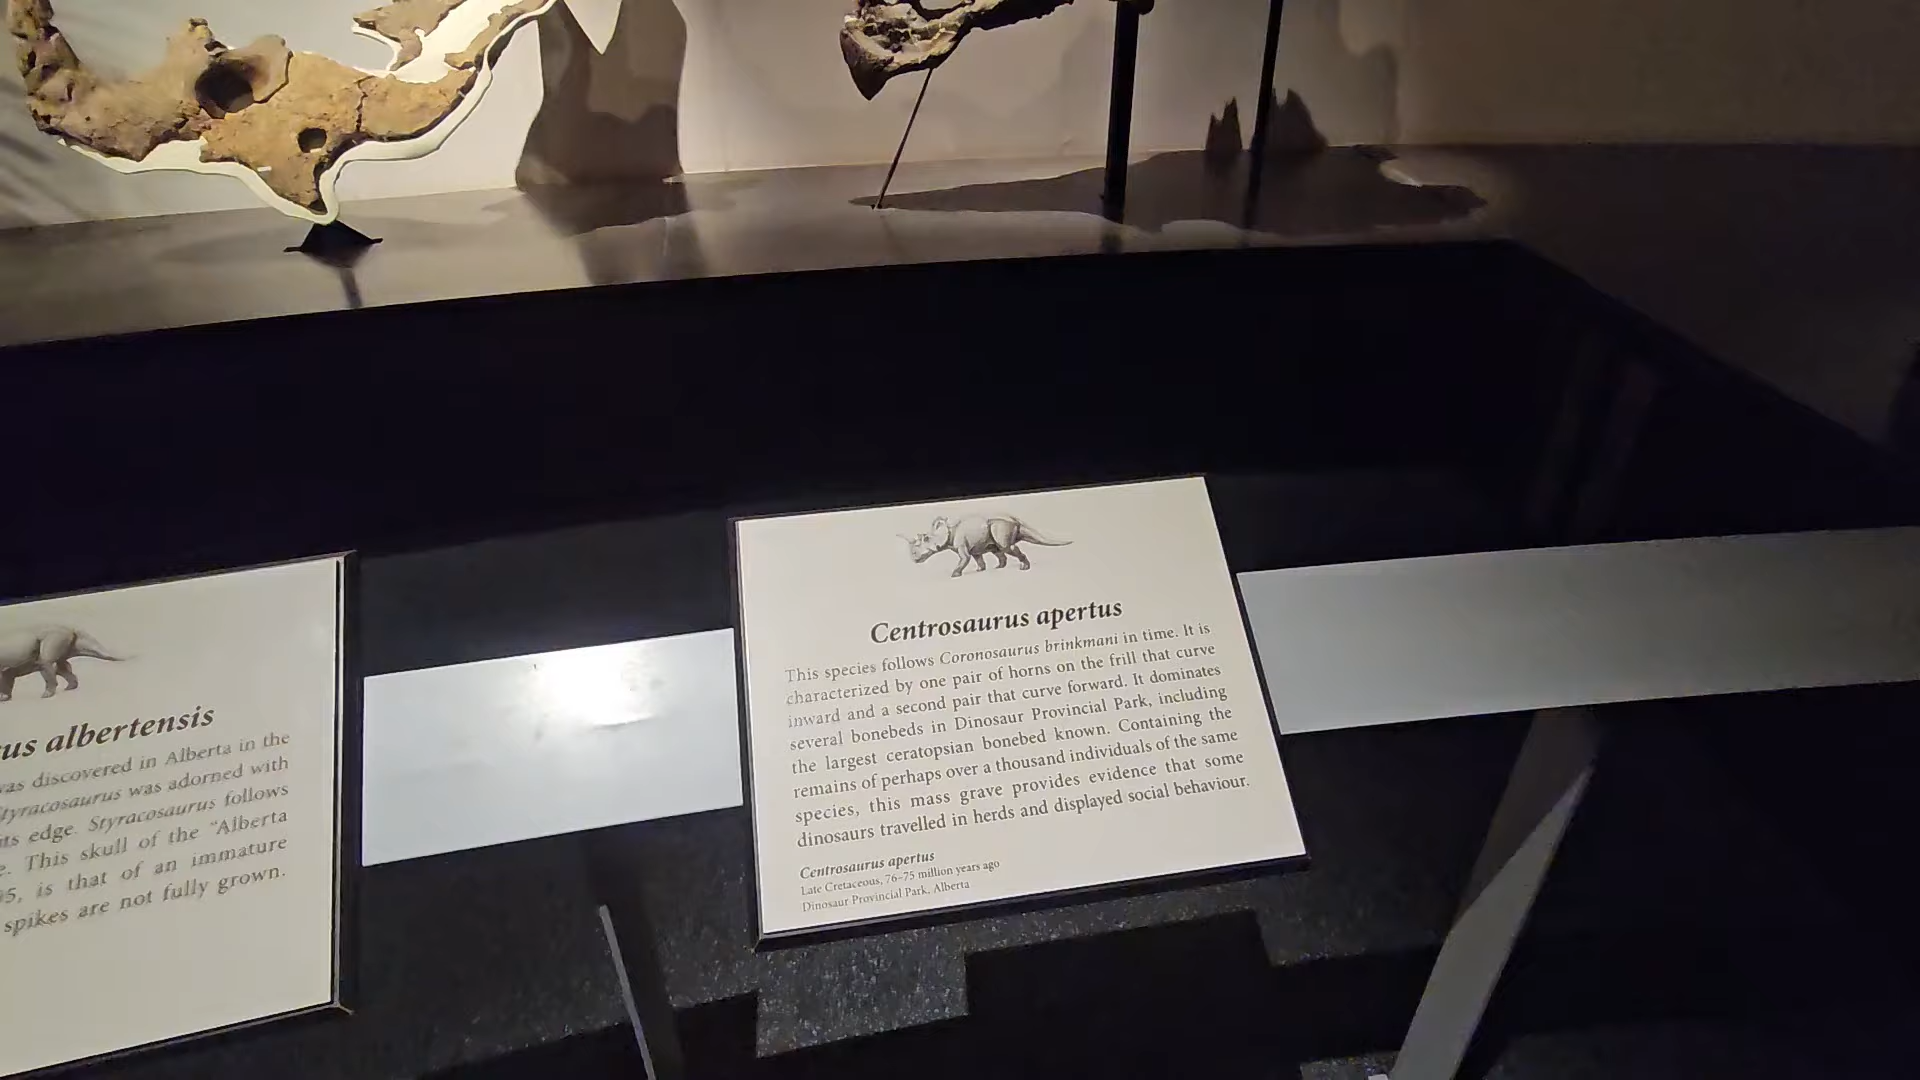 us albertensis
was discovered in Alberta in the
Styracosaurus was adorned with
its edge. Styracosaurus follows
This skull of the "Alberta
is that of an immature
spikes are not fully grown.
Centrosaurus apertus
This species follows Coronosaurus brinkmani in time. It is
characterized by one pair of horns on the frill that curve
inward and a second pair that curve forward. It dominates
several bonebeds in Dinosaur Provincial Park, including
the largest ceratopsian bonebed known. Containing the
remains of perhaps over a thousand individuals of the same
species, this mass grave provides evidence that some
dinosaurs travelled in herds and displayed social behaviour.
Centrosaurus apertus
Late Cretaceous, 76–75 million years ago
Dinosaur Provincial Park, Alberta